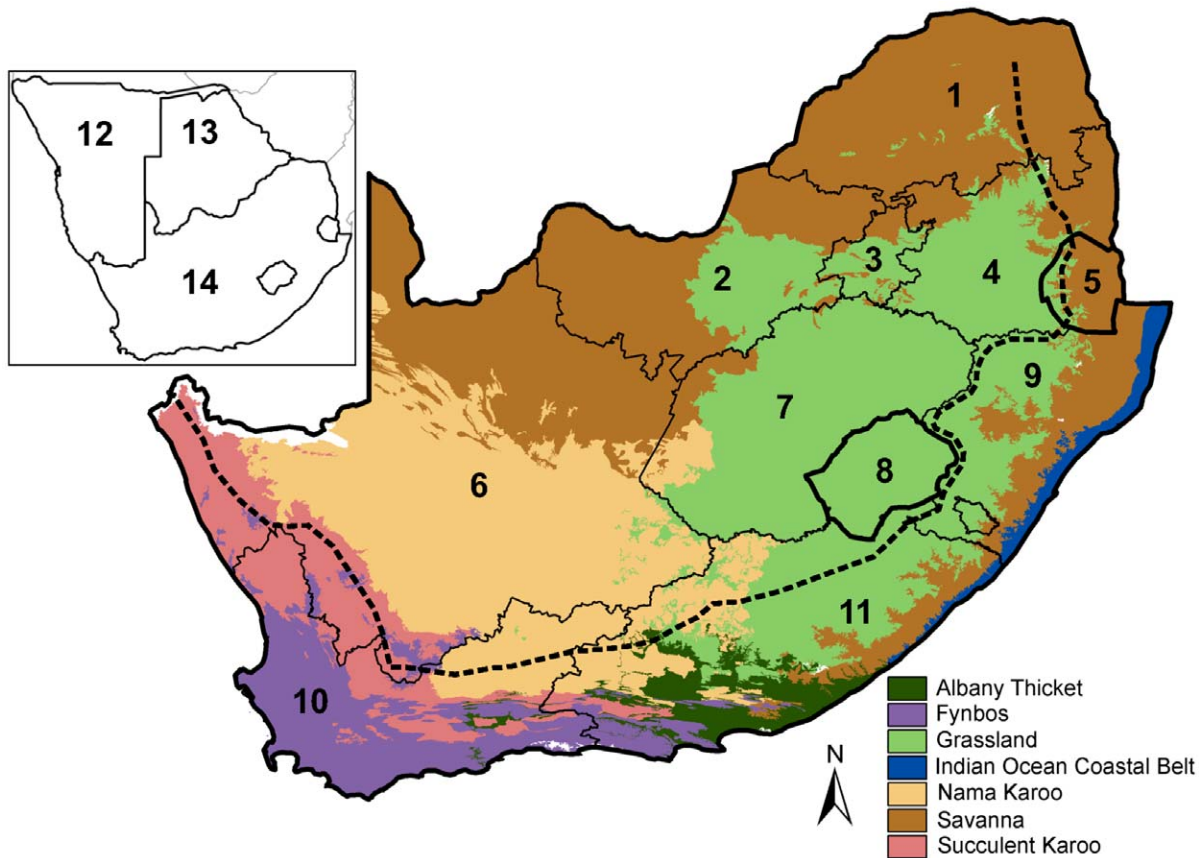 12
13
14
1
2
3
4
5
6
7
8
9
10
11
N
Albany Thicket
Fynbos
Grassland
Indian Ocean Coastal Belt
Nama Karoo
Savanna
Succulent Karoo